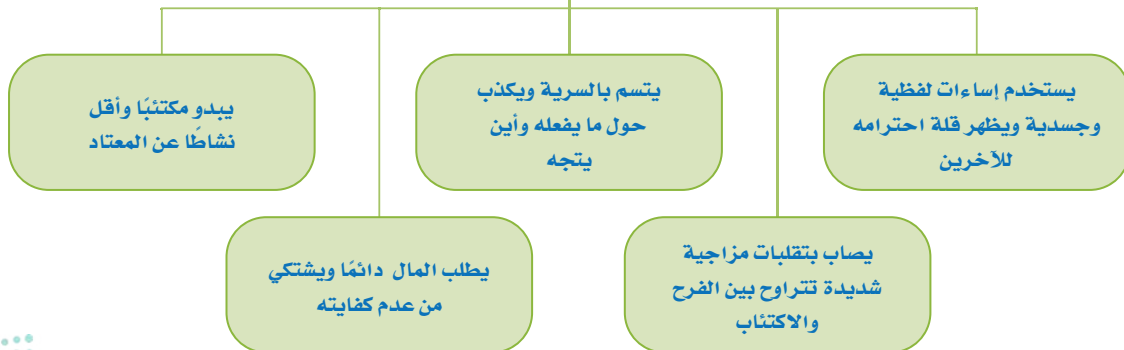 يستخدم إساءات لفظية
وجسدية ويظهر قلة احترامه
للآخرين
يتسم بالسرية ويكذب
حول ما يفعله وأين
يتجه
يبدو مكتئبًا وأقل
نشاطًا عن المعتاد
يصاب بتقلبات مزاجية
شديدة تتراوح بين الفرح
والاكتئاب
يطلب المال دائمًا ويشتكي
من عدم كفايته